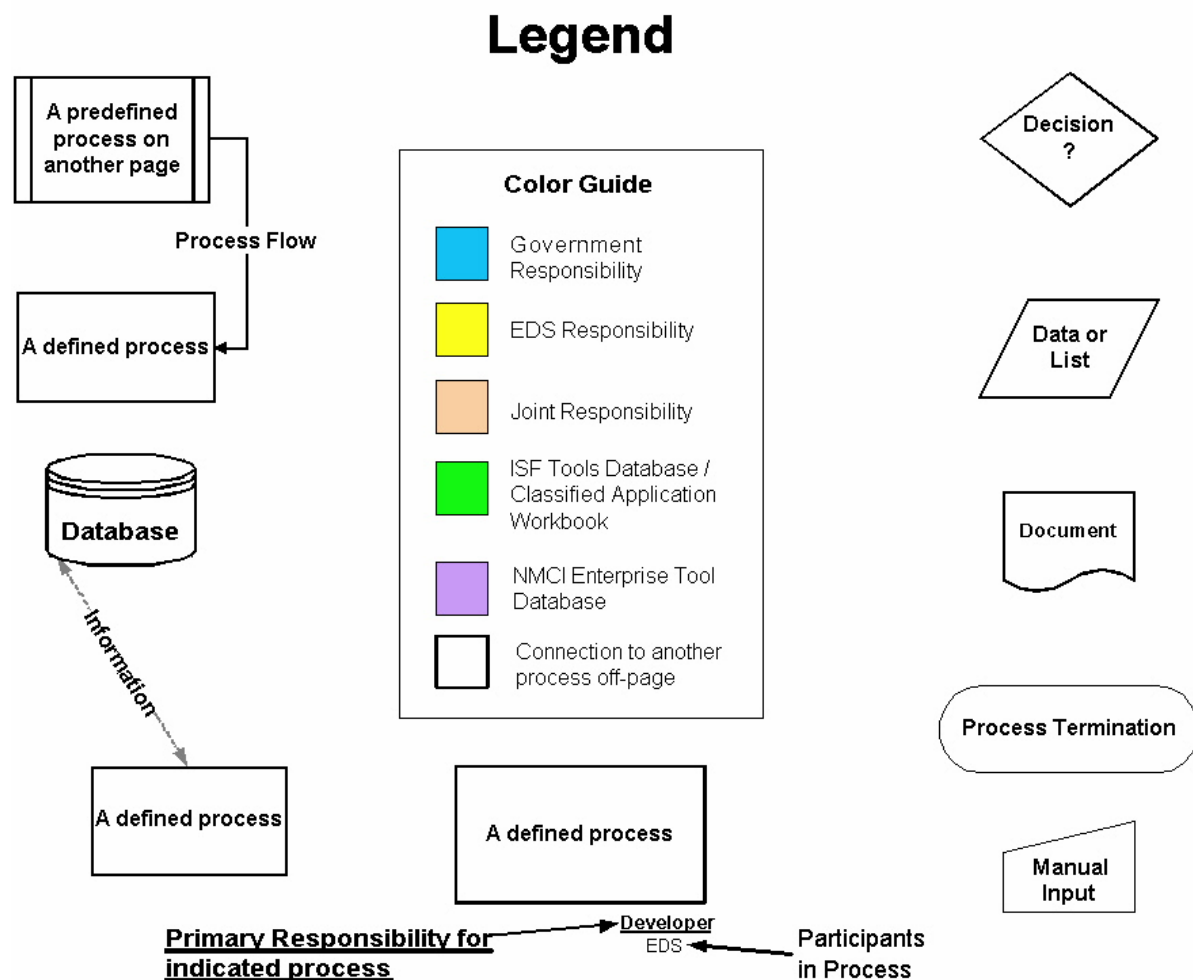 Legend
A predefined
process on
another page
Process Flow
A defined process
Database
Information
A defined process
Color Guide
Government
Responsibility
EDS Responsibility
Joint Responsibility
ISF Tools Database /
Classified Application
Workbook
NMCI Enterprise Tool
Database
Connection to another
process off-page
A defined process
Developer
EDS
Primary Responsibility for
indicated process
Participants
in Process
Decision
?
Data or
List
Document
Process Termination
Manual
Input